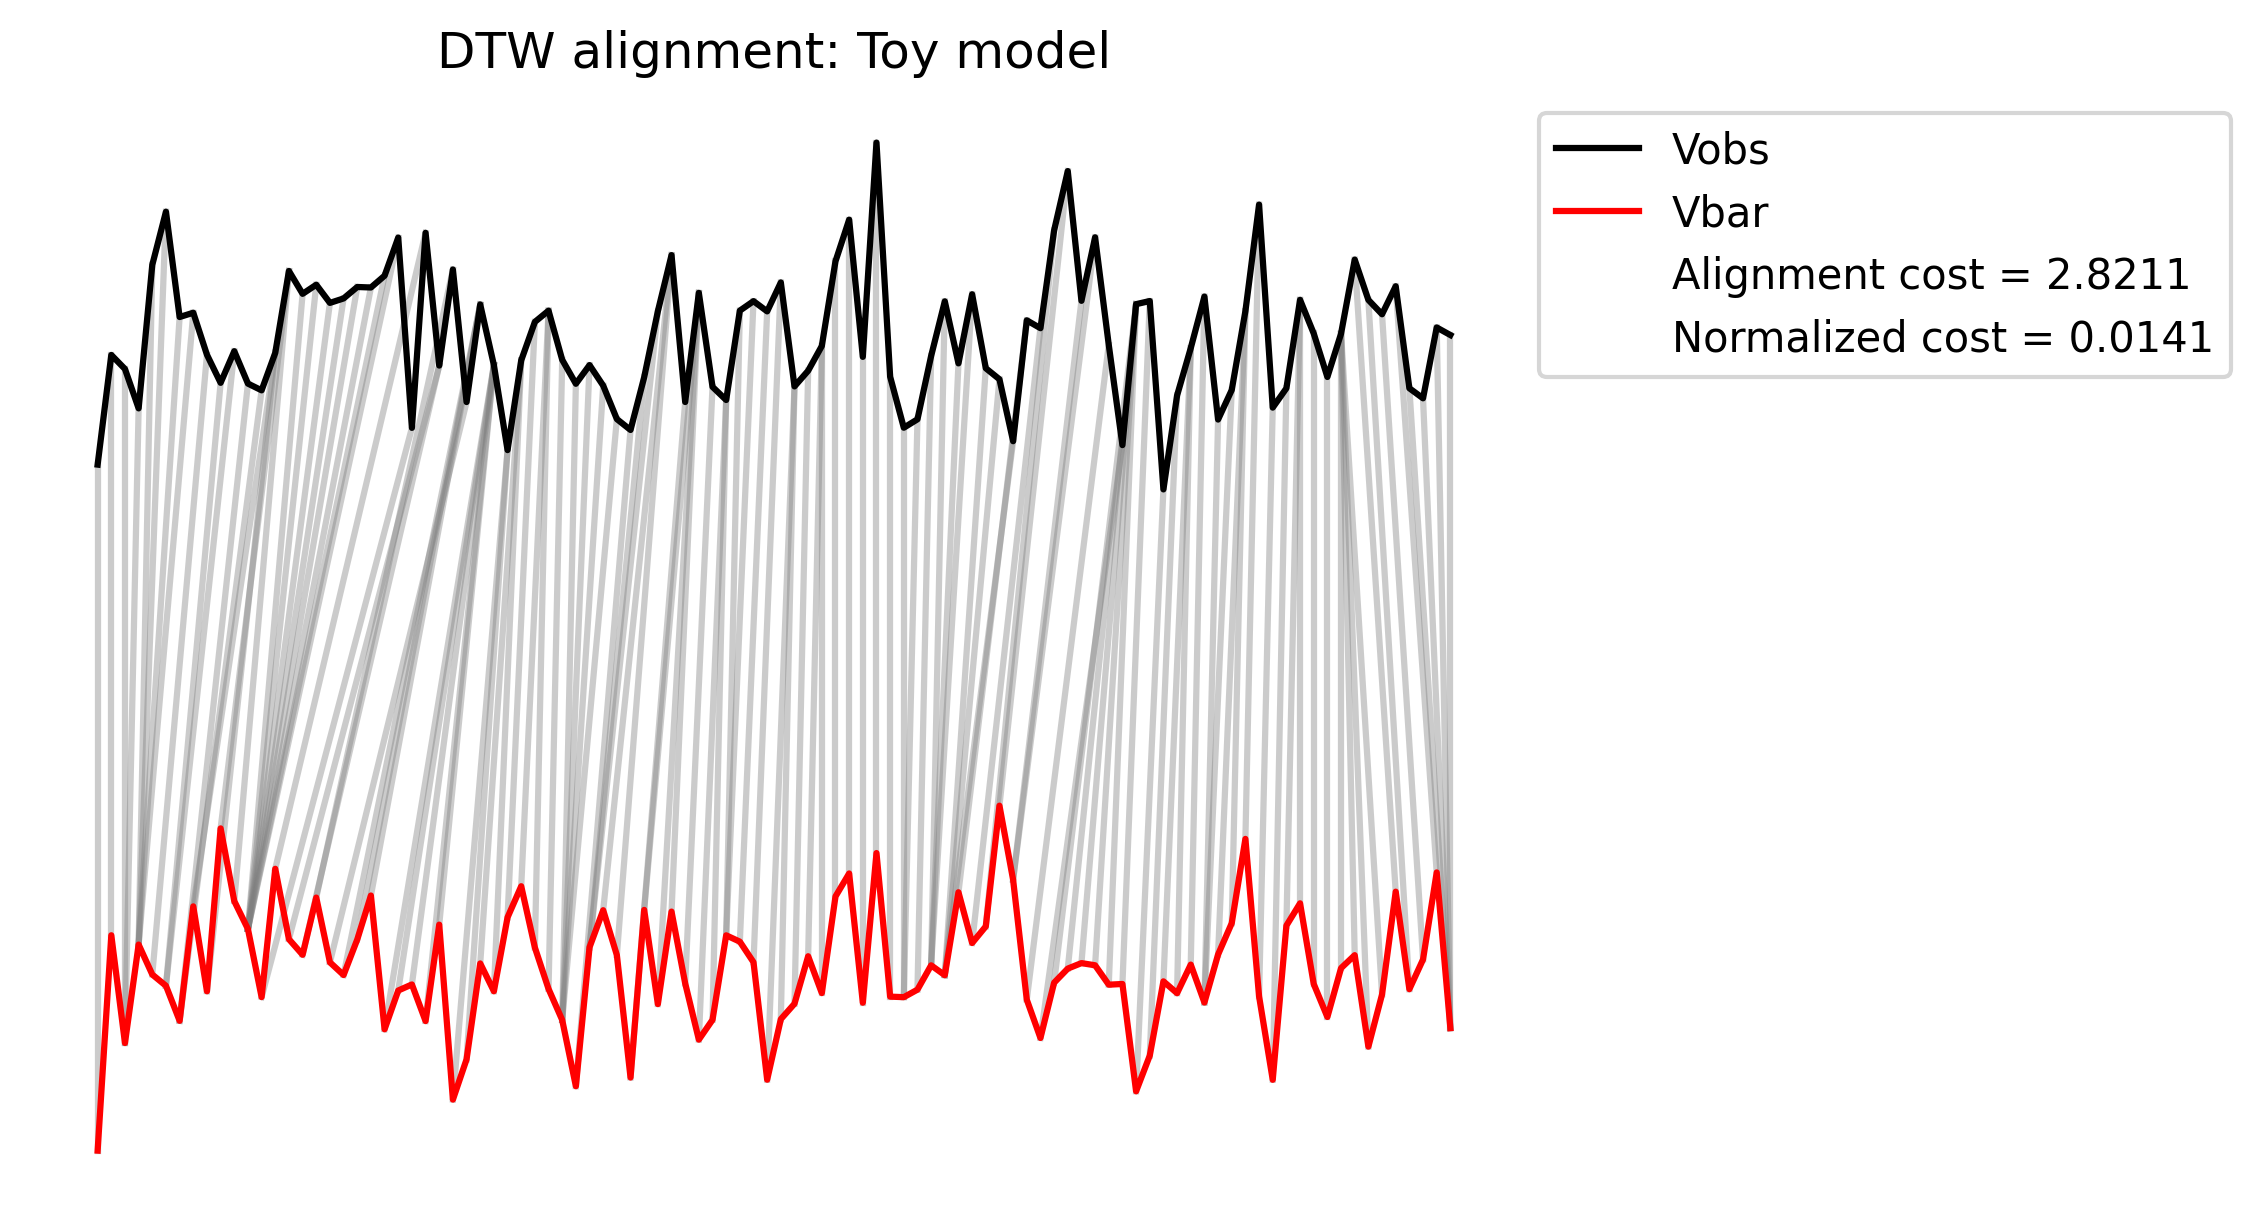 DTW alignment: Toy model
Vobs
Vbar
Alignment cost = 2.8211
Normalized cost = 0.0141